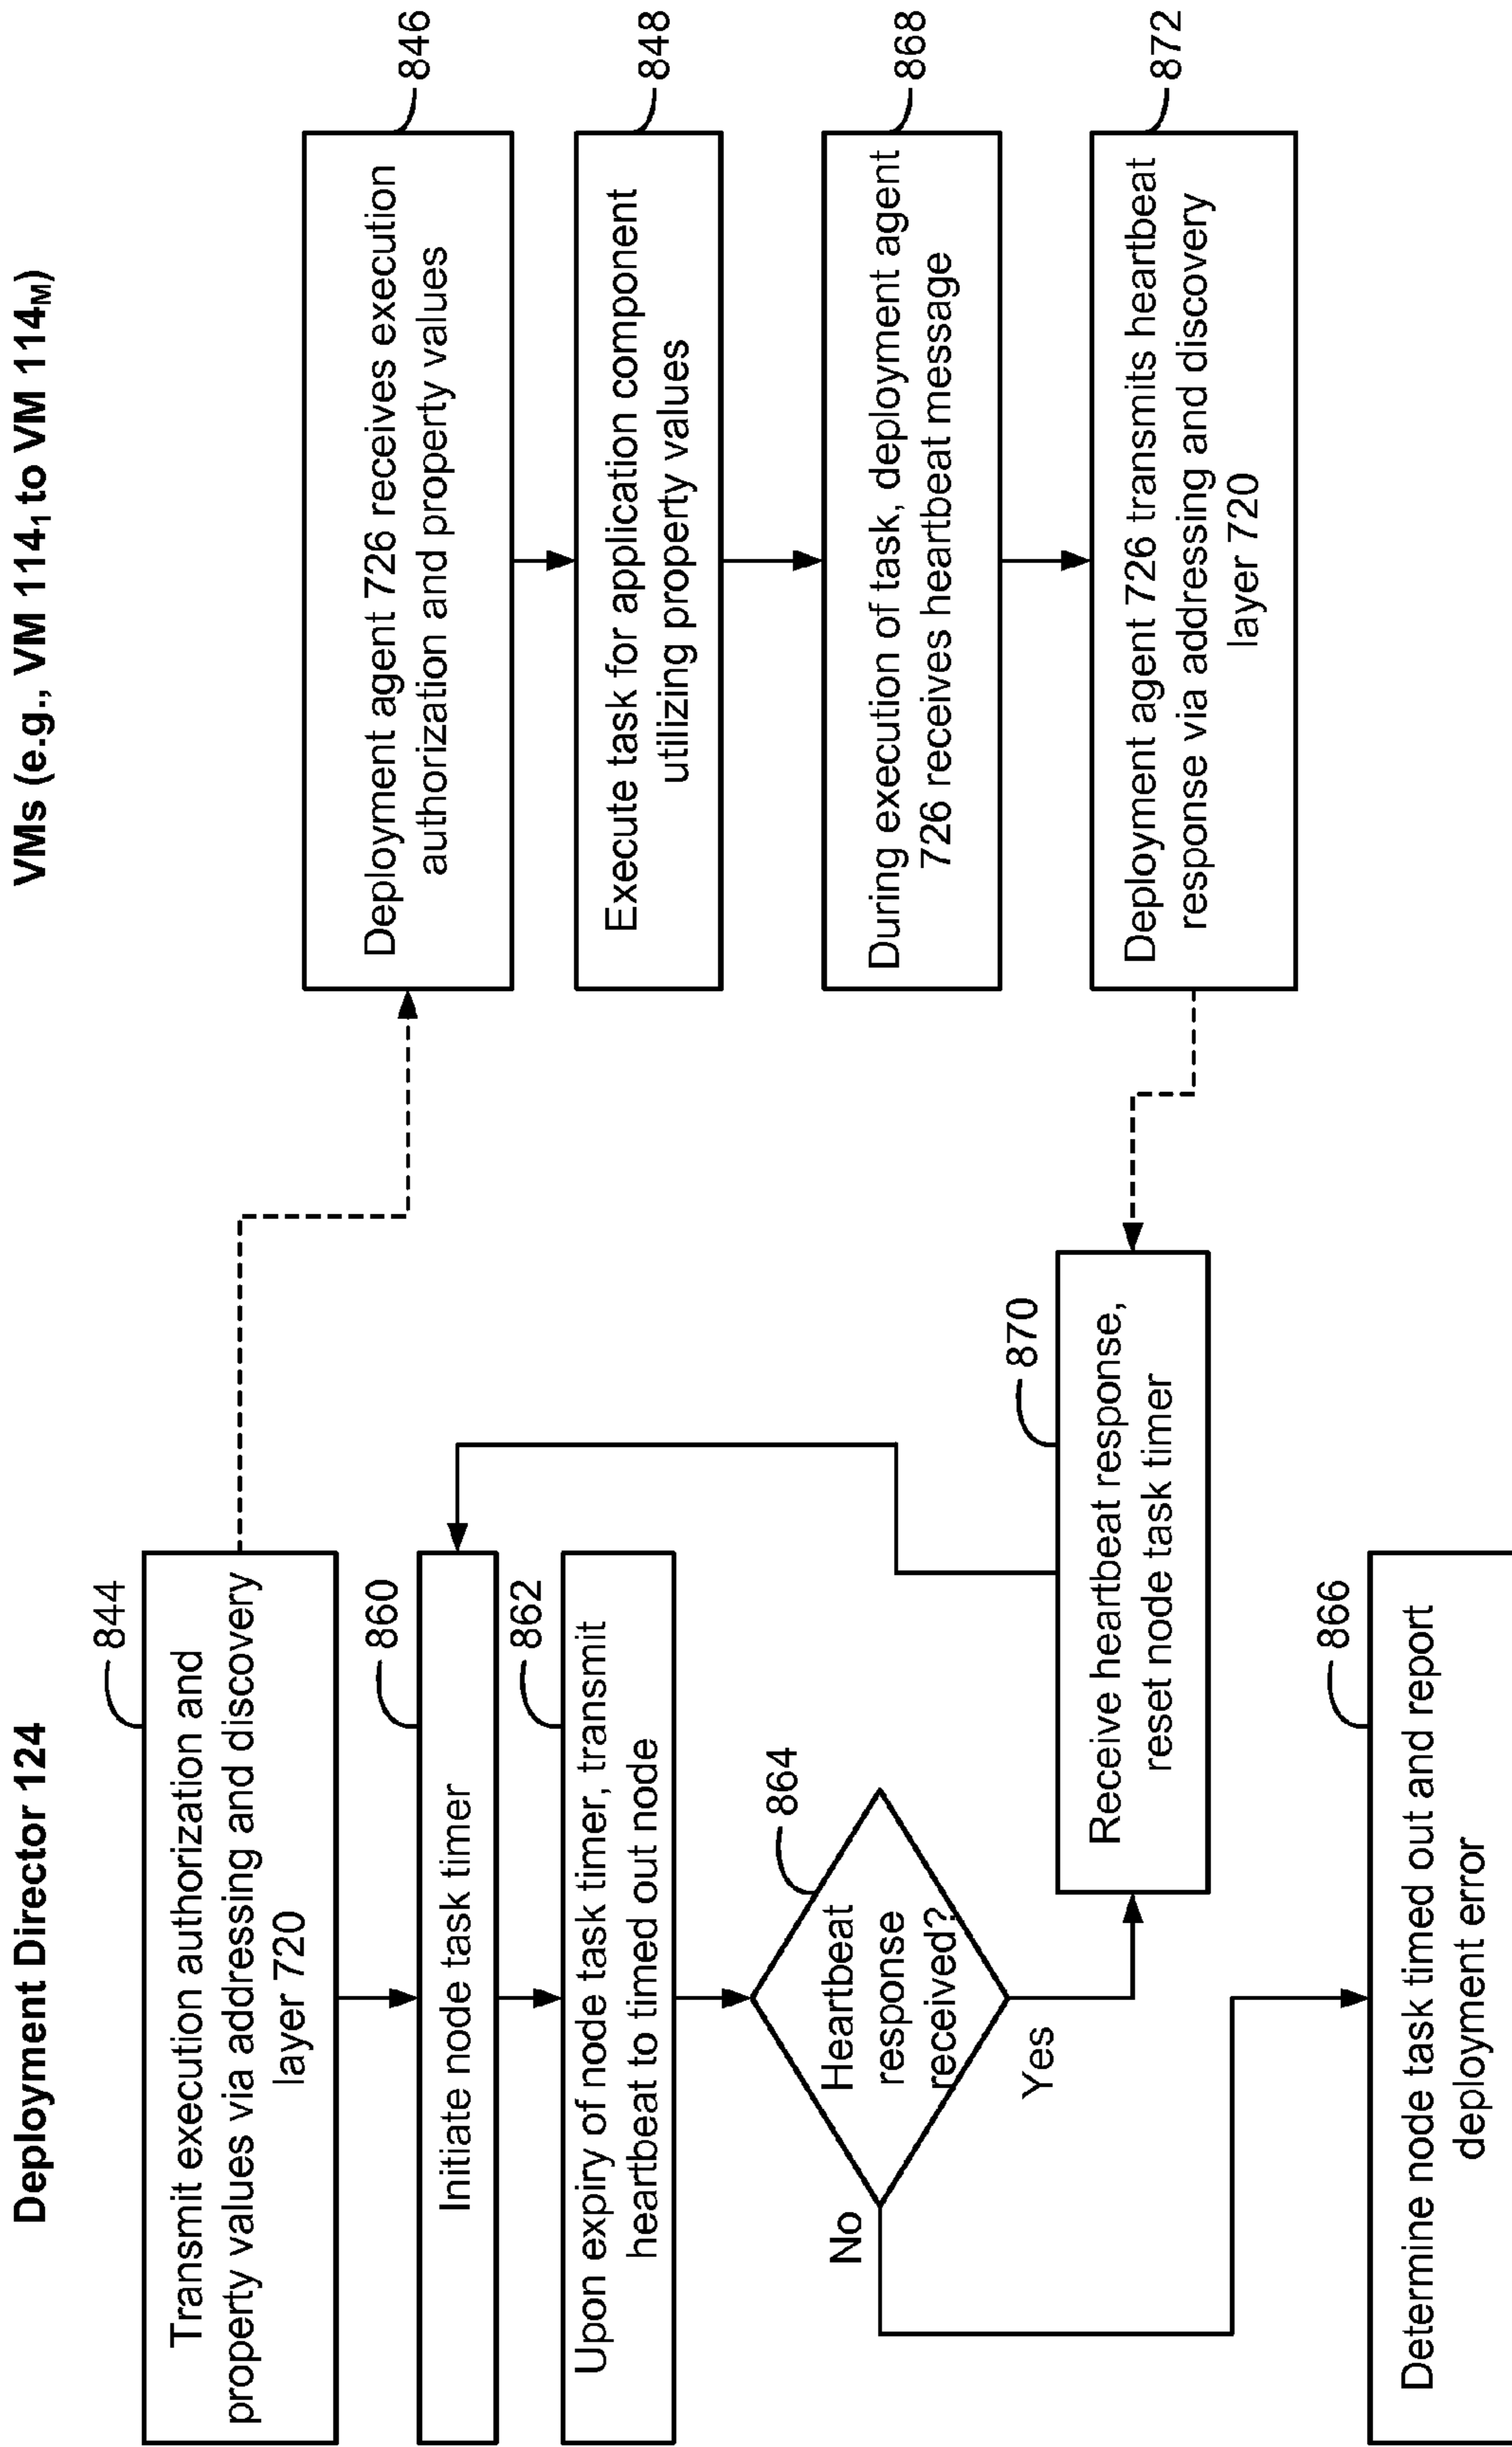 Deployment Director 124
844
Transmit execution authorization and
property values via addressing and discovery
layer 720
860
Initiate node task timer
862
Upon expiry of node task timer, transmit
heartbeat to timed out node
864
Heartbeat
response
received?
No
Yes
870
Receive heartbeat response,
reset node task timer
866
Determine node task timed out and report
deployment error
VMs (e.g., VM 114₁ to VM 114ₘ)
846
Deployment agent 726 receives execution
authorization and property values
848
Execute task for application component
utilizing property values
868
During execution of task, deployment agent
726 receives heartbeat message
872
Deployment agent 726 transmits heartbeat
response via addressing and discovery
layer 720